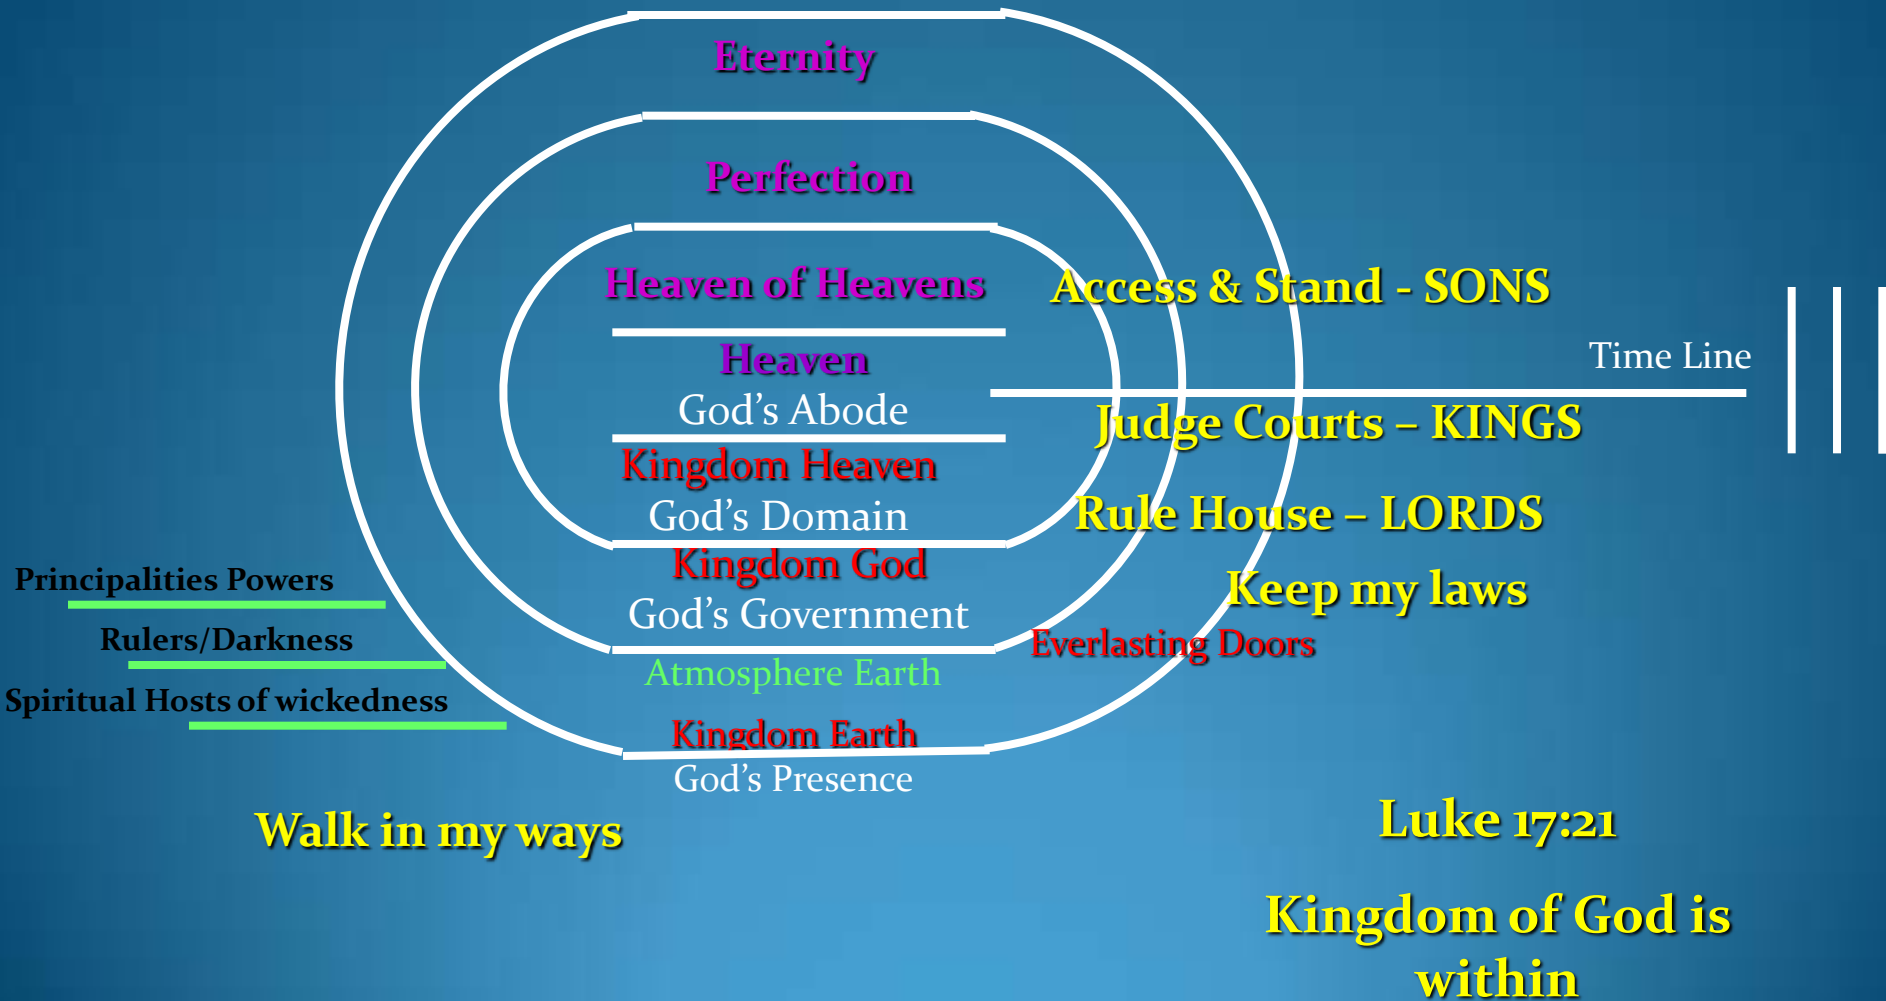 Eternity
Perfection
Heaven of Heavens
Access & Stand - SONS
Heaven
Time Line
God’s Abode
Judge Courts – KINGS
Kingdom Heaven
God’s Domain
Rule House – LORDS
Kingdom God
Principalities Powers
Keep my laws
God’s Government
Rulers/Darkness
Everlasting Doors
Atmosphere Earth
Spiritual Hosts of wickedness
Kingdom Earth
God’s Presence
Walk in my ways
Luke 17:21
Kingdom of God is
within